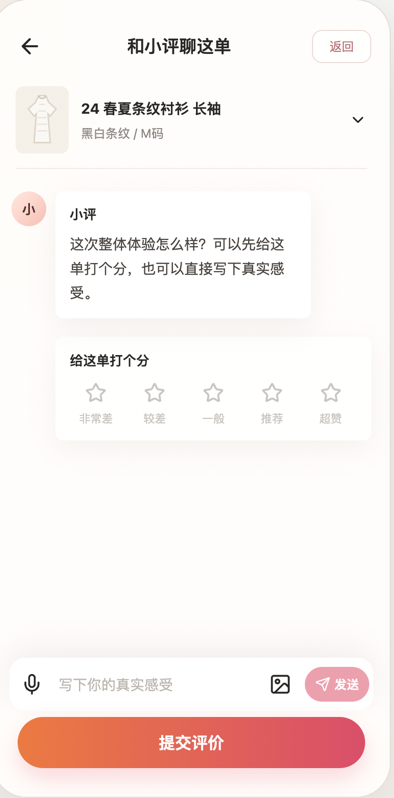 和小评聊这单
返回
24 春夏条纹衬衫 长袖
黑白条纹 / M码
小
小评
这次整体体验怎么样？可以先给这
单打个分，也可以直接写下真实感
受。
给这单打个分
非常差
较差
一般
推荐
超赞
写下你的真实感受
发送
提交评价